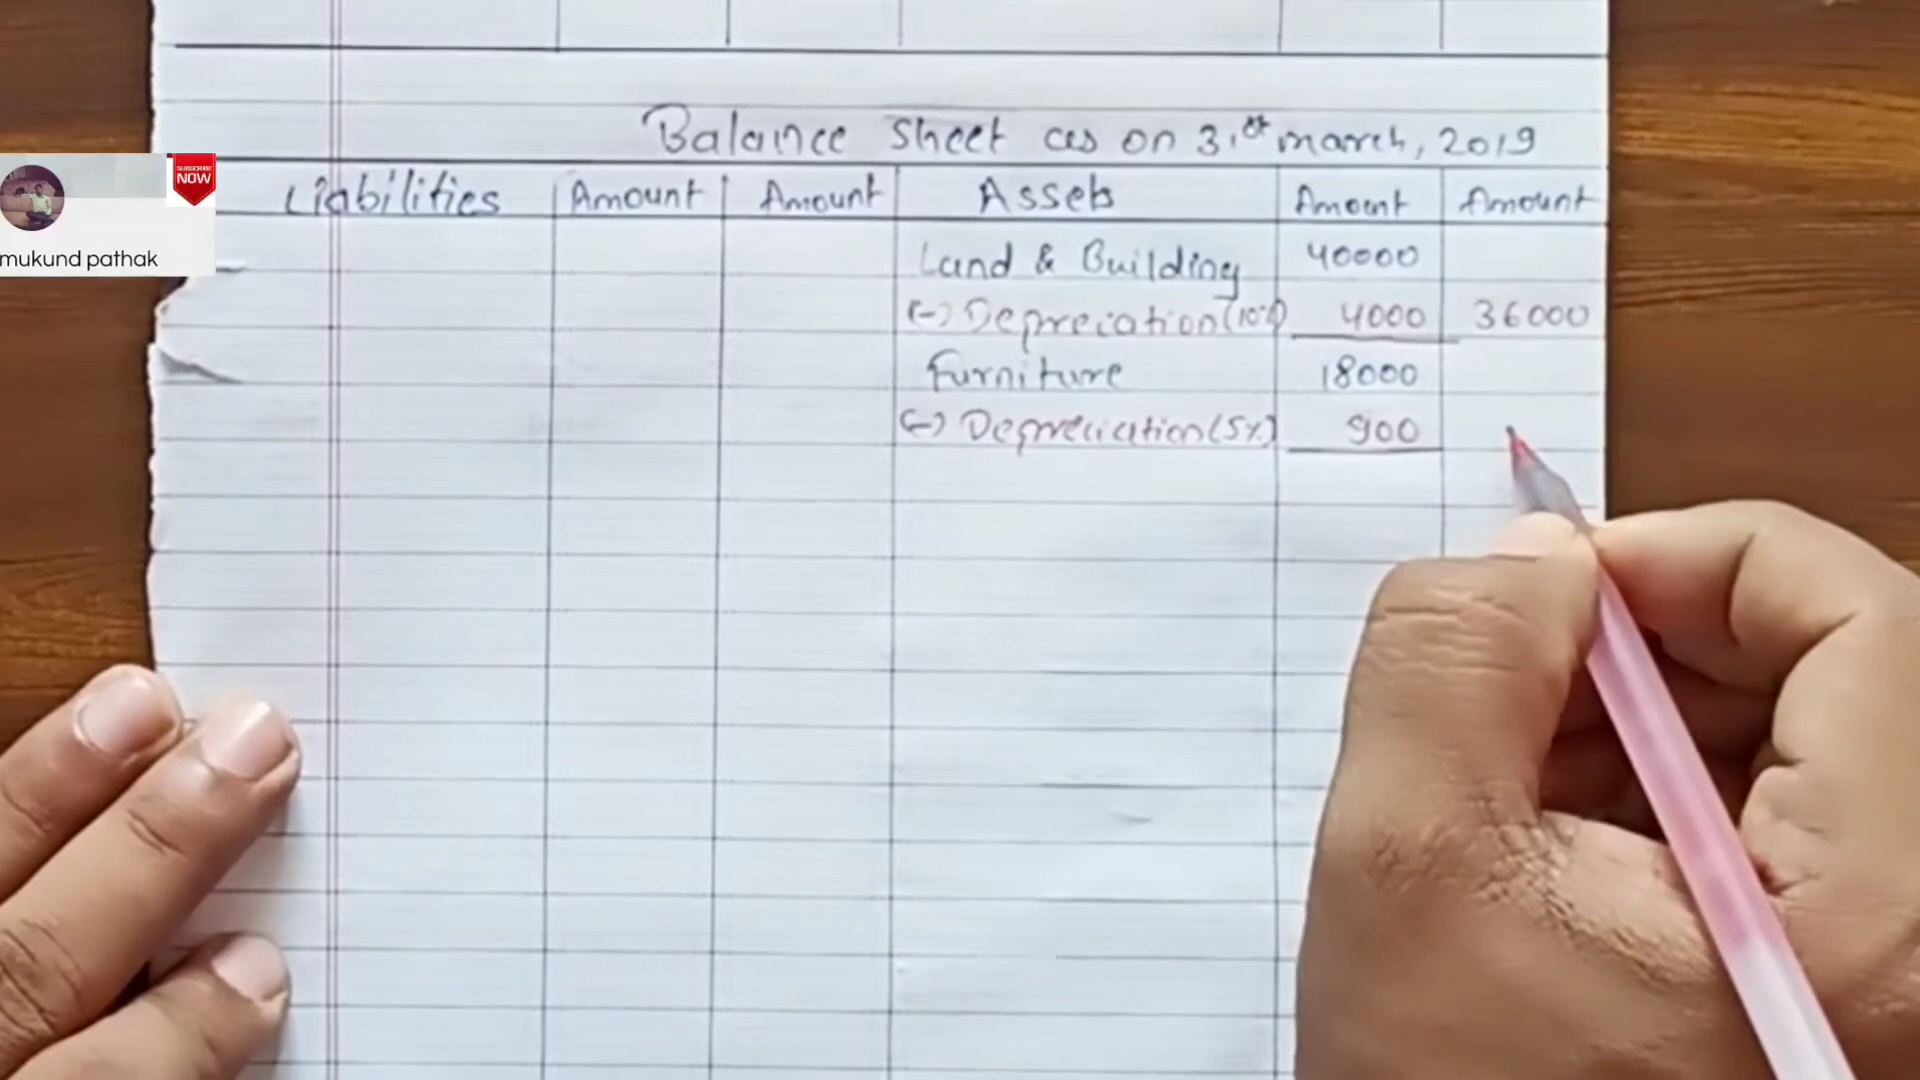 Balance Sheet as on 31st march, 2019
SUBSCRIBE
NOW
mukund pathak
Liabilities Amount Amount Assets Amount Amount
Land & Building 40000
(-) Depreciation (10%) 4000 36000
Furniture 18000
(-) Depreciation (5%) 900